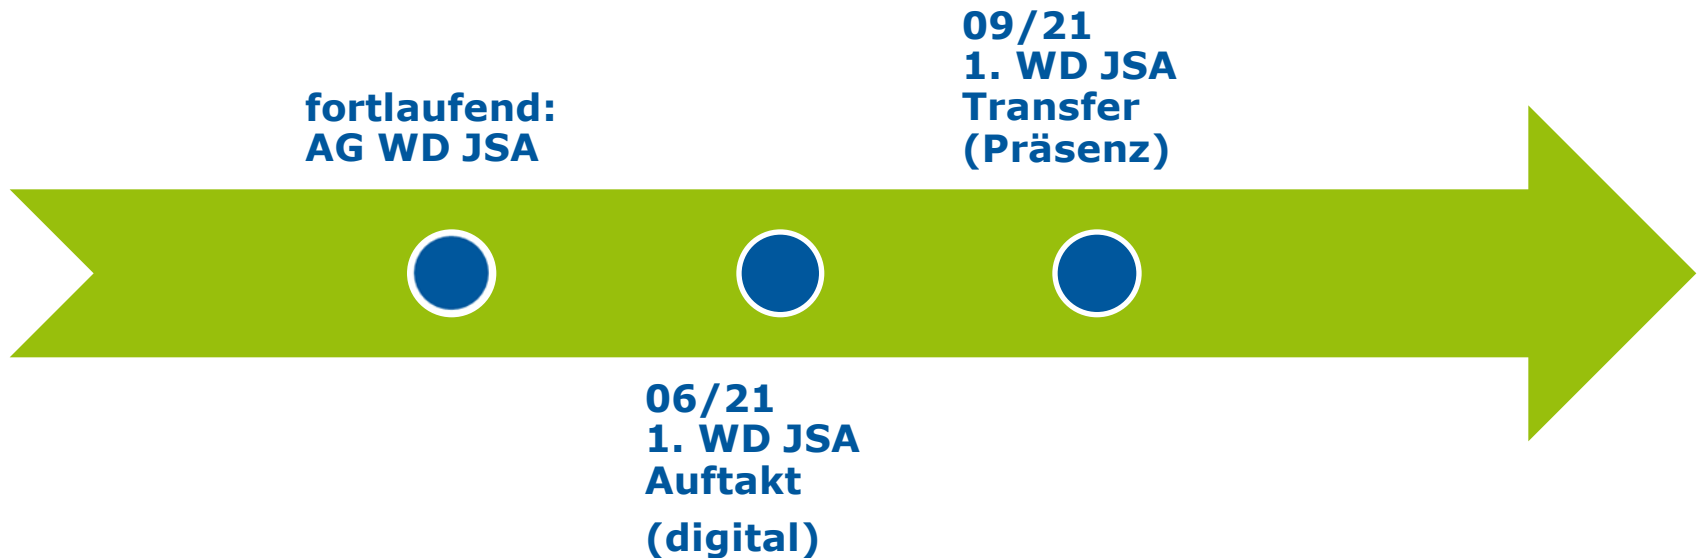 fortlaufend:
AG WD JSA
06/21
1. WD JSA
Auftakt
(digital)
09/21
1. WD JSA
Transfer
(Präsenz)